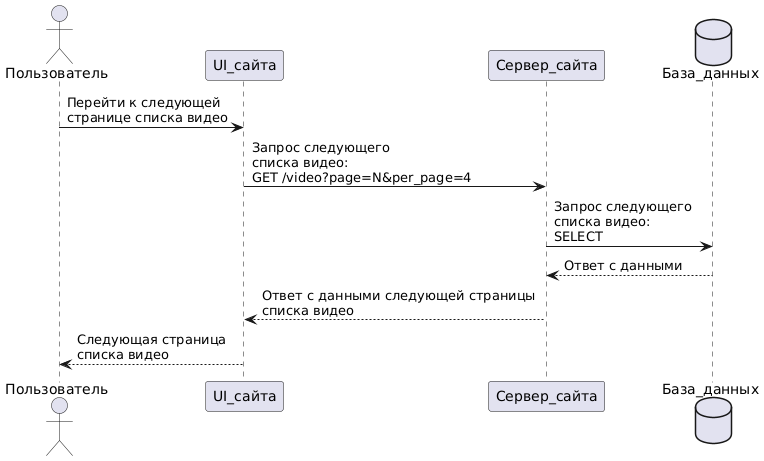 Пользователь
UI_сайта
Сервер_сайта
База_данных
Перейти к следующей
странице списка видео
Запрос следующего
списка видео:
GET /video?page=N&per_page=4
Запрос следующего
списка видео:
SELECT
Ответ с данными
Ответ с данными следующей страницы
списка видео
Следующая страница
списка видео
Пользователь
UI_сайта
Сервер_сайта
База_данных